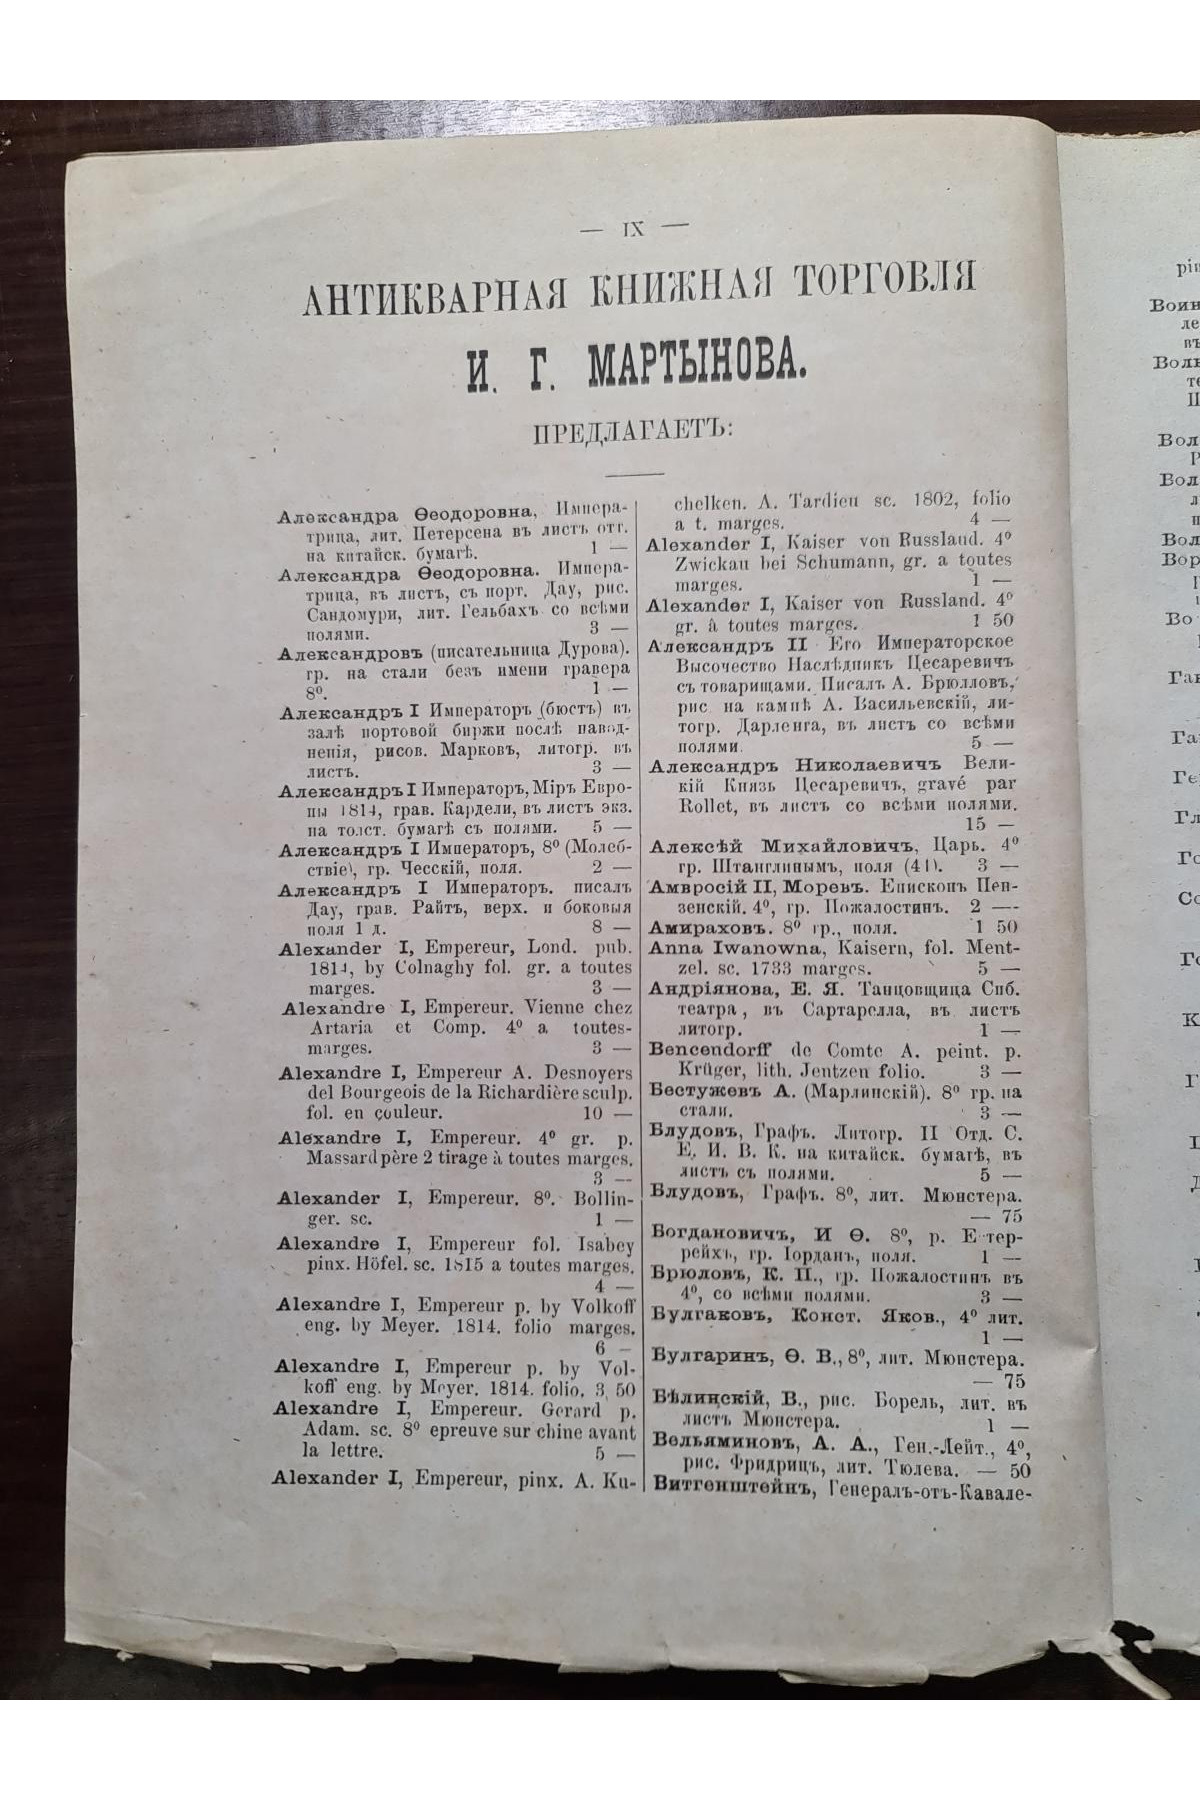 — IX —
АНТИКВАРНАЯ КНИЖНАЯ ТОРГОВЛЯ
И. Г. МАРТЫНОВА.
ПРЕДЛАГАЕТЪ:
Александра Ѳеодоровна, Импера-
трица, лит. Петерсена въ листъ отг.
на китайск. бумагѣ. 1 —
Александра Ѳеодоровна. Импера-
трица, въ листъ, съ порт. Дау, рис.
Сандомури, лит. Гельбахъ со всѣми
полями. 3 —
Александровъ (писательница Дурова).
гр. на стали безъ имени гравера
8⁰. 1 —
Александръ I Императоръ (бюстъ) въ
залѣ портовой биржи послѣ навод-
ненія, рисов. Марковъ, литогр. въ
листъ. 3 —
Александръ I Императоръ, Міръ Евро-
пы 1814, грав. Кардели, въ листъ экз.
на толст. бумагѣ съ полями. 5 —
Александръ I Императоръ, 8⁰ (Молеб-
ствіе), гр. Чесскій, поля. 2 —
Александръ I Императоръ. писалъ
Дау, грав. Райтъ, верх. и боковыя
поля 1 д. 8 —
Alexander I, Empereur, Lond. pub.
1814, by Colnaghy fol. gr. a toutes
marges. 3 —
Alexandre I, Empereur. Vienne chez
Artaria et Comp. 4⁰ a toutes-
marges. 3 —
Alexandre I, Empereur A. Desnoyers
del Bourgeois de la Richardière sculp.
fol. en couleur. 10 —
Alexandre I, Empereur. 4⁰ gr. p.
Massard père 2 tirage à toutes marges.
3 —
Alexander I, Empereur. 8⁰. Bollin-
ger. sc. 1 —
Alexandre I, Empereur fol. Isabey
pinx. Höfel. sc. 1815 a toutes marges.
4 —
Alexandre I, Empereur p. by Volkoff
eng. by Meyer. 1814. folio marges.
6 —
Alexandre I, Empereur p. by Vol-
koff eng. by Meyer. 1814. folio. 3 50
Alexandre I, Empereur. Gerard p.
Adam. sc. 8⁰ epreuve sur chine avant
la lettre. 5 —
Alexander I, Empereur, pinx. A. Ku-
chelken. A. Tardieu sc. 1802, folio
a t. marges. 4 —
Alexander I, Kaiser von Russland. 4⁰
Zwickau bei Schumann, gr. a toutes
marges. 1 —
Alexander I, Kaiser von Russland. 4⁰
gr. â toutes marges. 1 50
Александръ II Его Императорское
Высочество Наслѣдникъ Цесаревичъ
съ товарищами. Писалъ А. Брюлловъ,
рис. на камнѣ А. Васильевскій, ли-
тогр. Дарленга, въ листъ со всѣми
полями. 5 —
Александръ Николаевичъ Вели-
кій Князь Цесаревичъ, gravé par
Rollet, въ листъ со всѣми полями.
15 —
Алексѣй Михайловичъ, Царь. 4⁰
гр. Штанглинымъ, поля 3 —
Амвросій II, Моревъ. Епископъ Пен-
зенскій. 4⁰, гр. Пожалостинъ. 2 —
Амираховъ. 8⁰ гр., поля. 1 50
Anna Iwanowna, Kaisern, fol. Ment-
zel. sc. 1733 marges. 5 —
Андріянова, Е. Я. Танцовщица Спб.
театра, въ Сартарелла, въ листъ
литогр. 1 —
Bencendorff de Comte A. peint. p.
Krüger, lith. Jentzen folio. 3 —
Бестужевъ А. (Марлинскій). 8⁰ гр. на
стали. 3 —
Блудовъ, Графъ. Литогр. II Отд. С.
Е. И. В. К. на китайск. бумагѣ, въ
листъ съ полями. 5 —
Блудовъ, Графъ. 8⁰, лит. Мюнстера.
— 75
Богдановичъ, И Ѳ. 8⁰, р.
гр. Іорданъ, поля. 1 —
Брюловъ, К. П., гр. Пожалостинъ въ
4⁰, со всѣми полями. 3 —
Булгаковъ, Конст. Яков., 4⁰ лит.
1 —
Булгаринъ, Ѳ. В., 8⁰, лит. Мюнстера.
— 75
Бѣлинскій, В., рис. Борель, лит. въ
листъ Мюнстера. 1 —
Вельяминовъ, А. А., Ген.-Лейт., 4⁰,
рис. Фридрицъ, лит. Тюлева. — 50
Витгенштейнъ, Генералъ-отъ-Кавале-